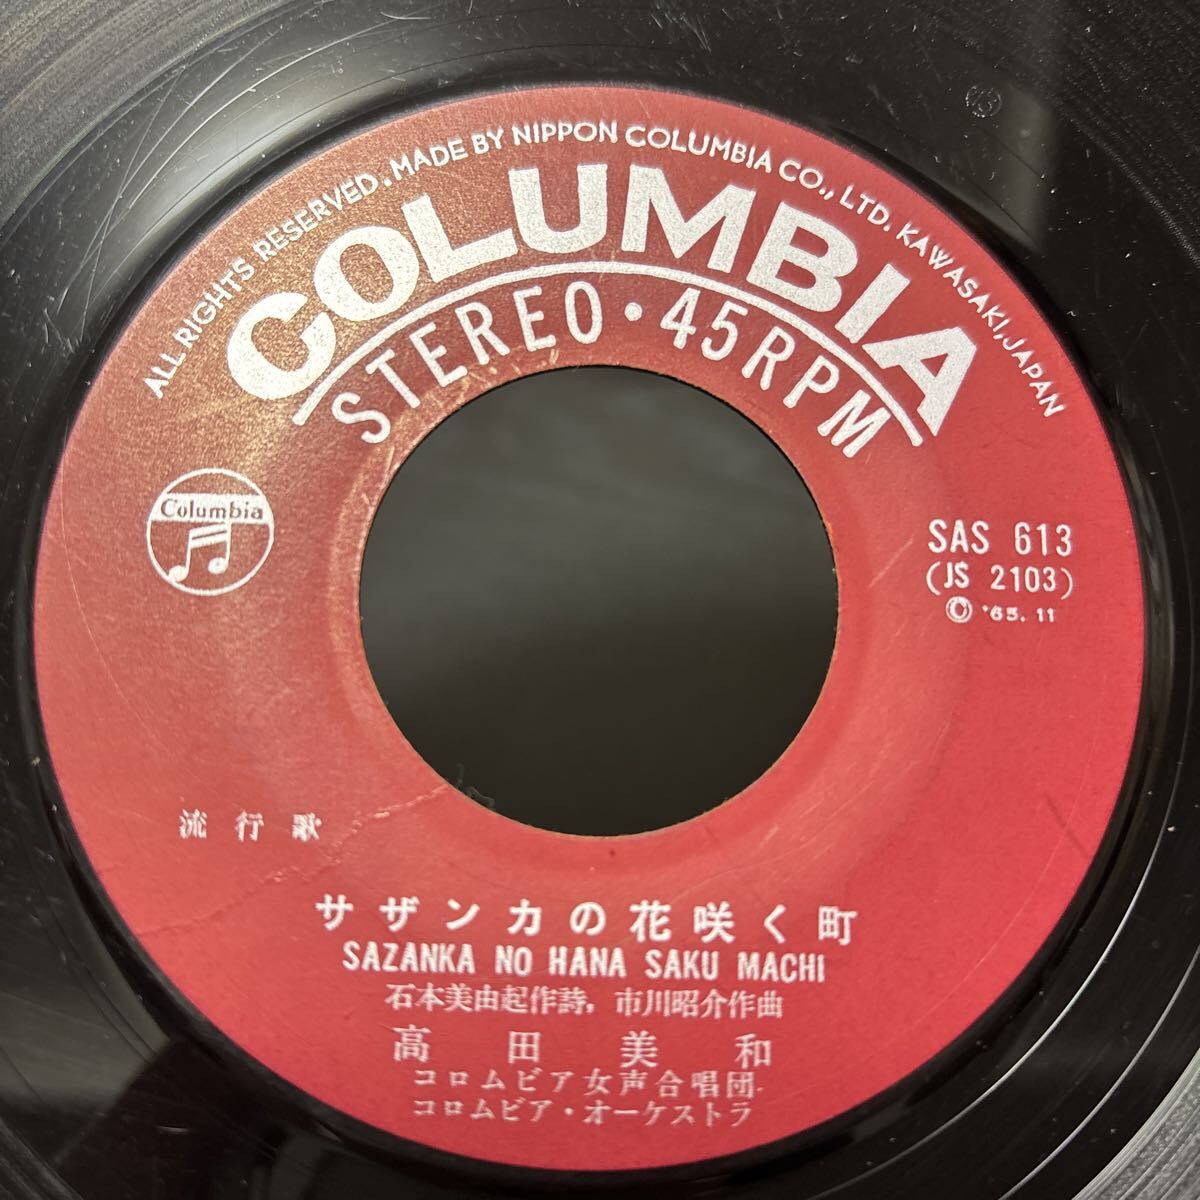 ALL RIGHTS RESERVED. MADE BY NIPPON COLUMBIA CO., LTD. KAWASAKI, JAPAN
COLUMBIA
STEREO・45RPM
Columbia
SAS 613
(JS 2103)
Ⓒ '65. 11
流行歌
サザンカの花咲く町
SAZANKA NO HANA SAKU MACHI
石本美由起作詩, 市川昭介作曲
高田美和
コロムビア女声合唱団
コロムビア・オーケストラ